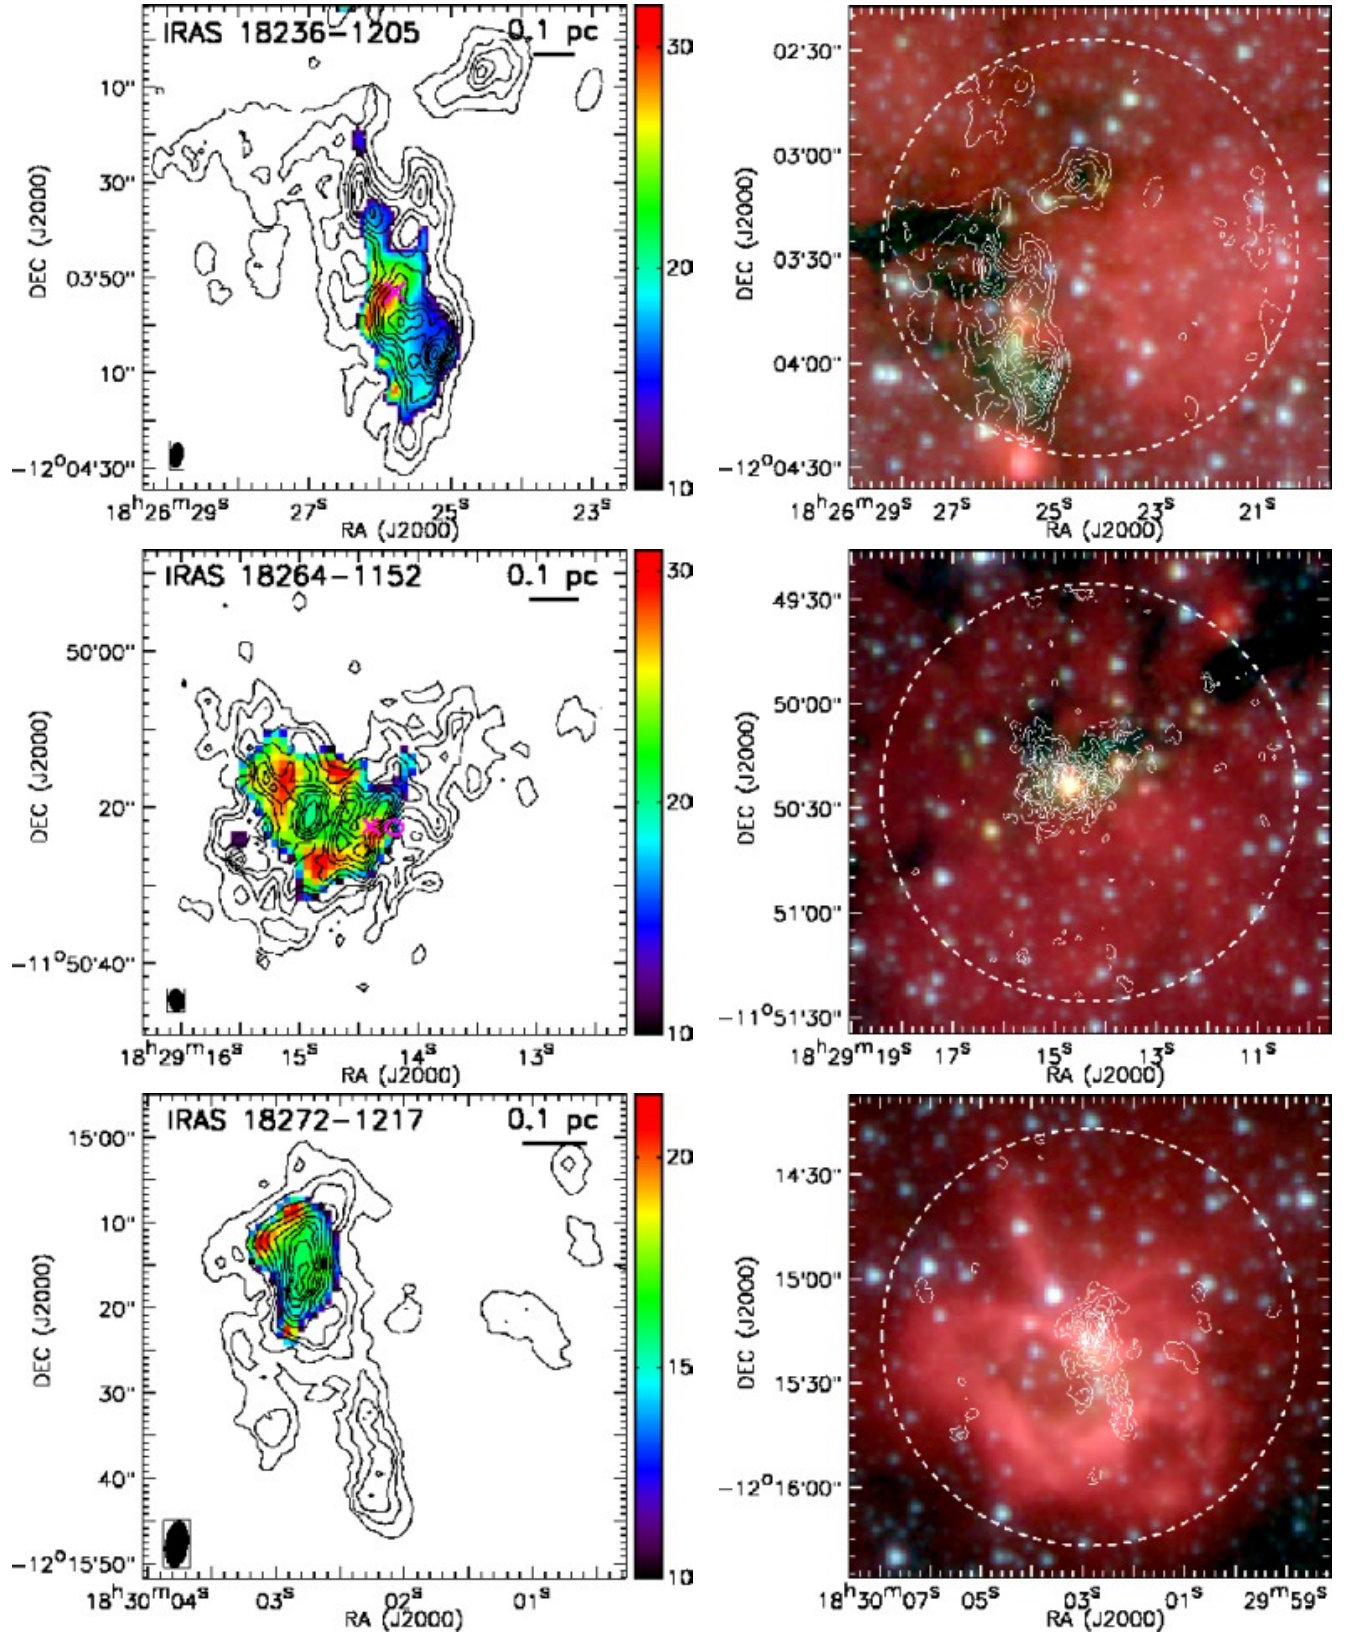 IRAS 18236-1205 0.1 pc
30
20
10
10"
30"
03'50"
10"
-12°04'30"
DEC (J2000)
18ʰ26ᵐ29ˢ 27ˢ 25ˢ 23ˢ
RA (J2000)
02'30"
03'00"
03'30"
04'00"
-12°04'30"
DEC (J2000)
18ʰ26ᵐ29ˢ 27ˢ 25ˢ 23ˢ 21ˢ
RA (J2000)
IRAS 18264-1152 0.1 pc
30
20
10
50'00"
20"
-11°50'40"
DEC (J2000)
18ʰ29ᵐ16ˢ 15ˢ 14ˢ 13ˢ
RA (J2000)
49'30"
50'00"
50'30"
51'00"
-11°51'30"
DEC (J2000)
18ʰ29ᵐ19ˢ 17ˢ 15ˢ 13ˢ 11ˢ
RA (J2000)
IRAS 18272-1217 0.1 pc
20
15
10
15'00"
10"
20"
30"
40"
-12°15'50"
DEC (J2000)
18ʰ30ᵐ04ˢ 03ˢ 02ˢ 01ˢ
RA (J2000)
14'30"
15'00"
15'30"
-12°16'00"
DEC (J2000)
18ʰ30ᵐ07ˢ 05ˢ 03ˢ 01ˢ 29ᵐ59ˢ
RA (J2000)